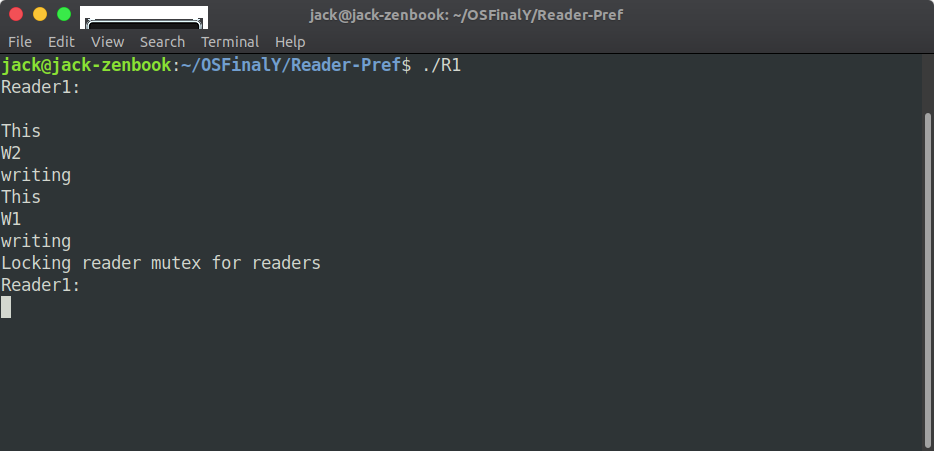 jack@jack-zenbook: ~/OSFinalY/Reader-Pref
File Edit View Search Terminal Help
jack@jack-zenbook:~/OSFinalY/Reader-Pref$ ./R1
Reader1:
This
W2
writing
This
W1
writing
Locking reader mutex for readers
Reader1: